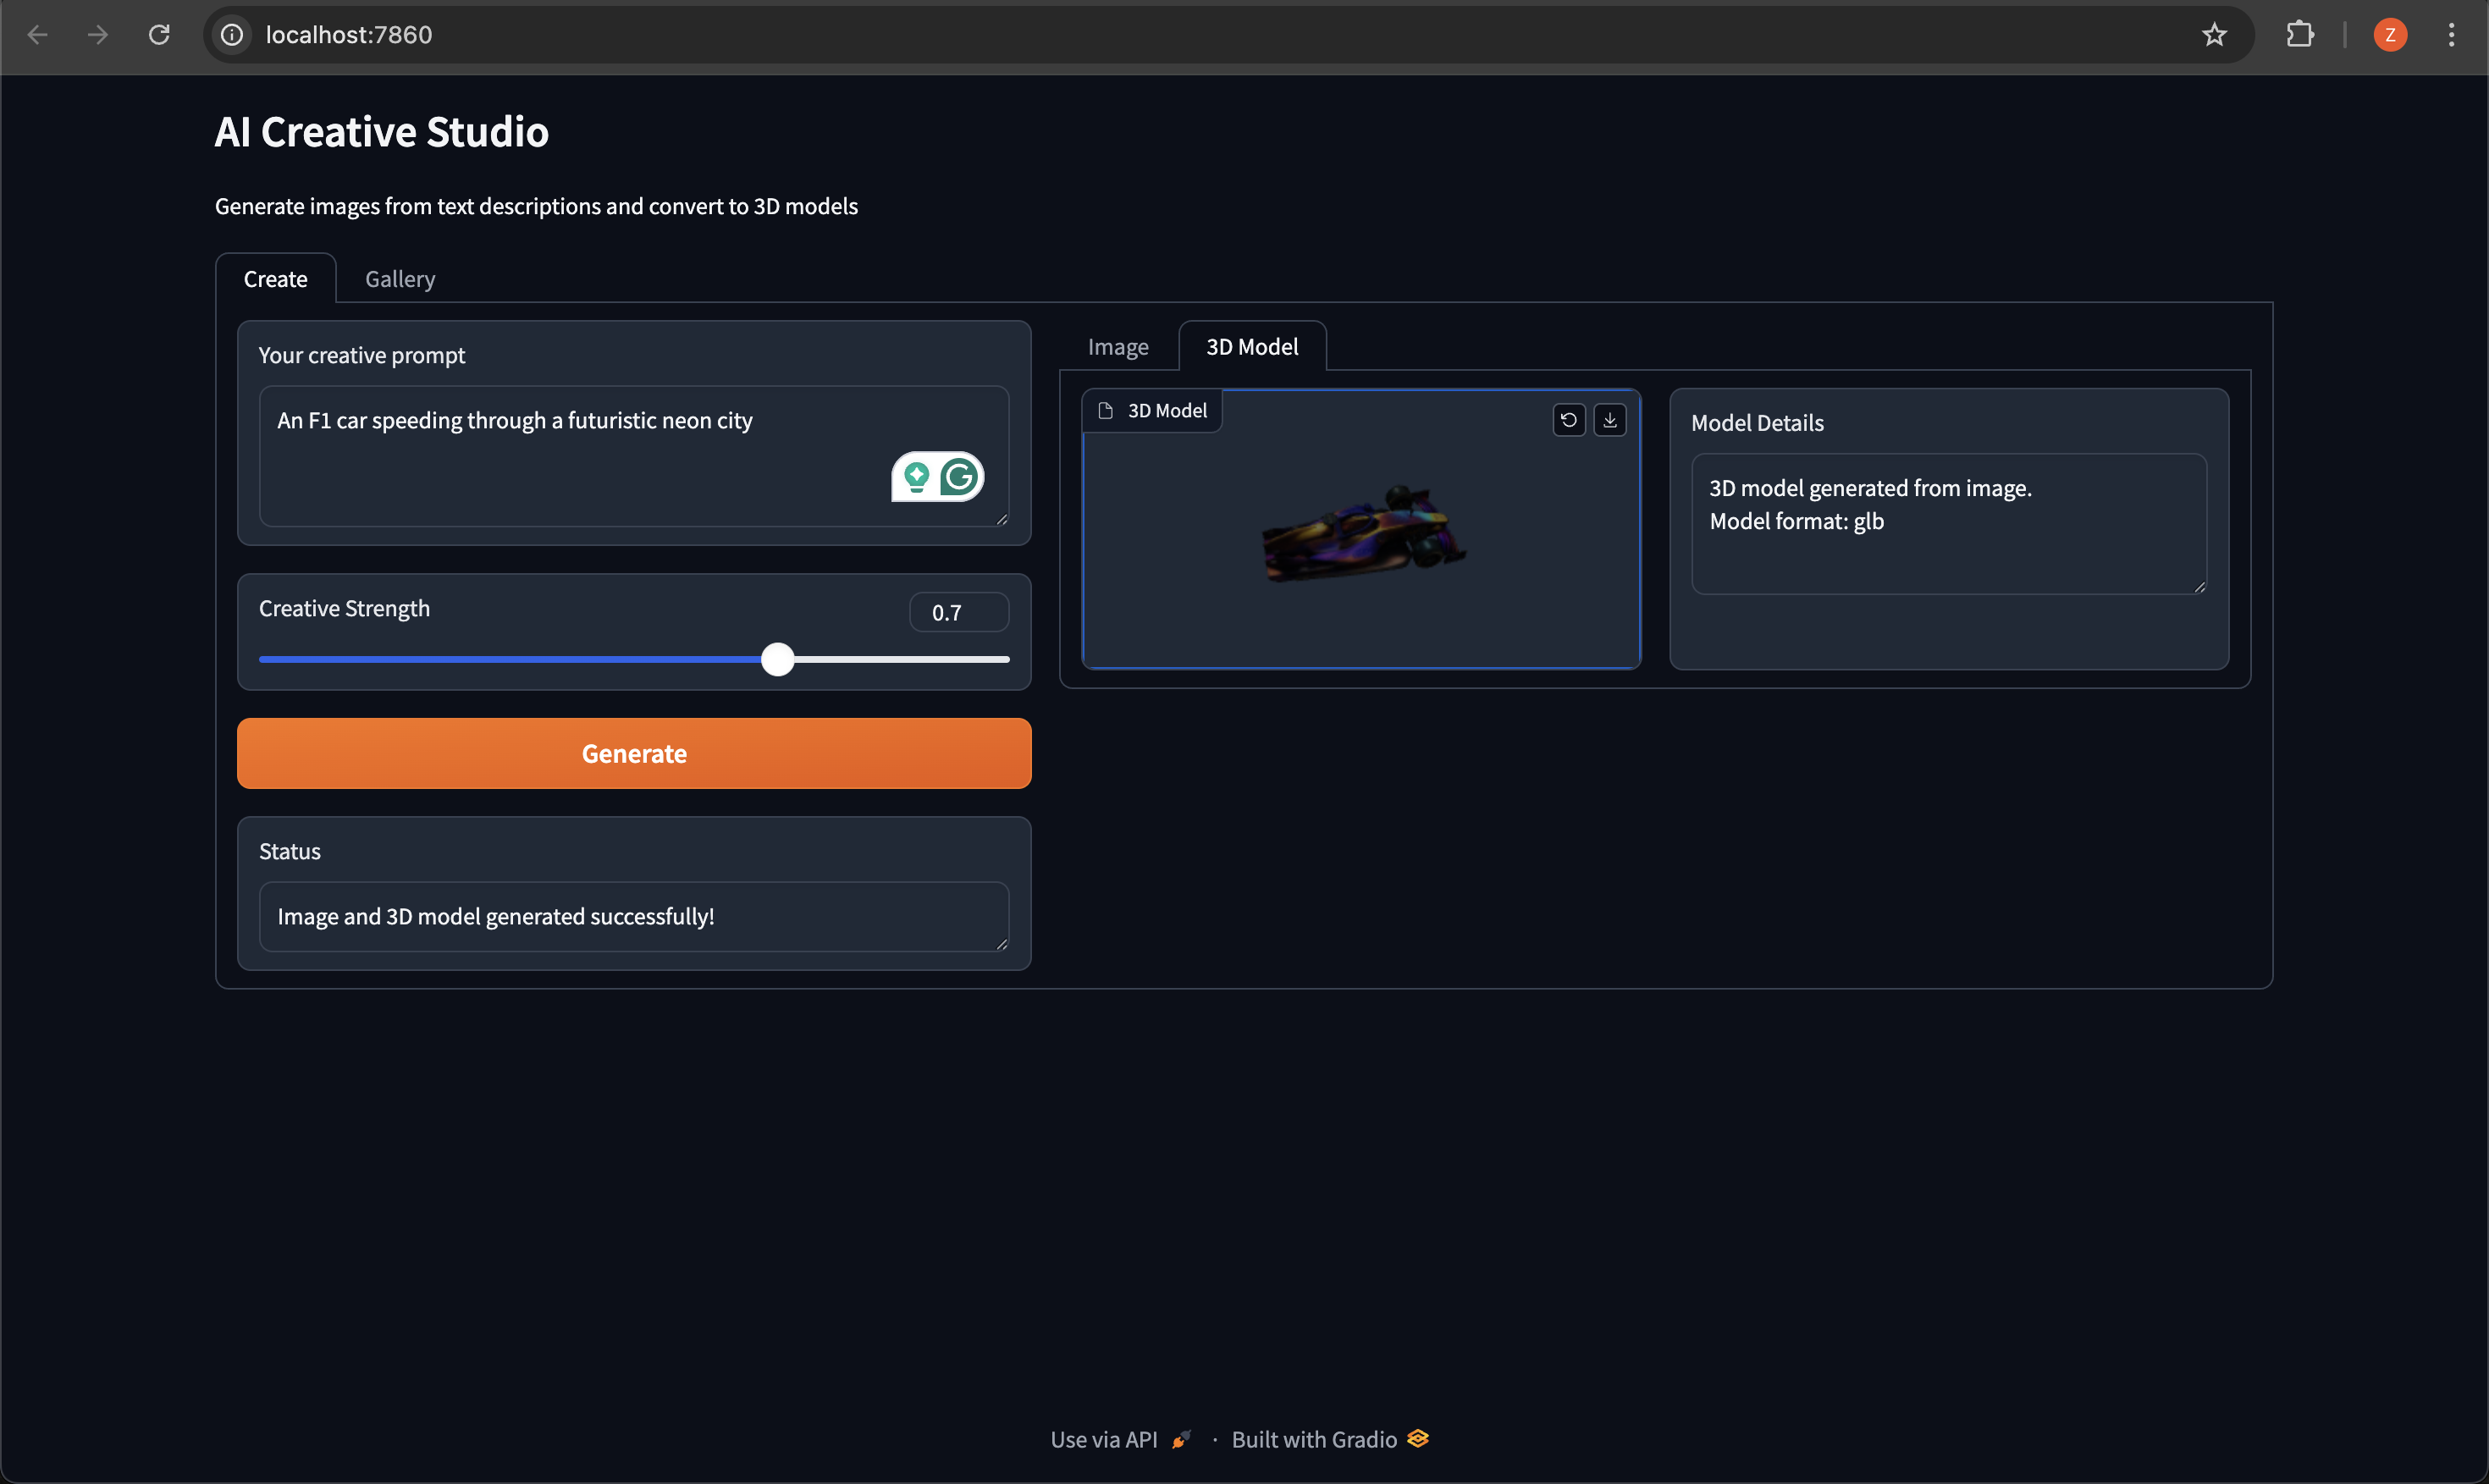 localhost:7860
Z
AI Creative Studio
Generate images from text descriptions and convert to 3D models
Create
Gallery
Your creative prompt
An F1 car speeding through a futuristic neon city
Creative Strength
0.7
Generate
Status
Image and 3D model generated successfully!
Image
3D Model
3D Model
Model Details
3D model generated from image.
Model format: glb
Use via API · Built with Gradio